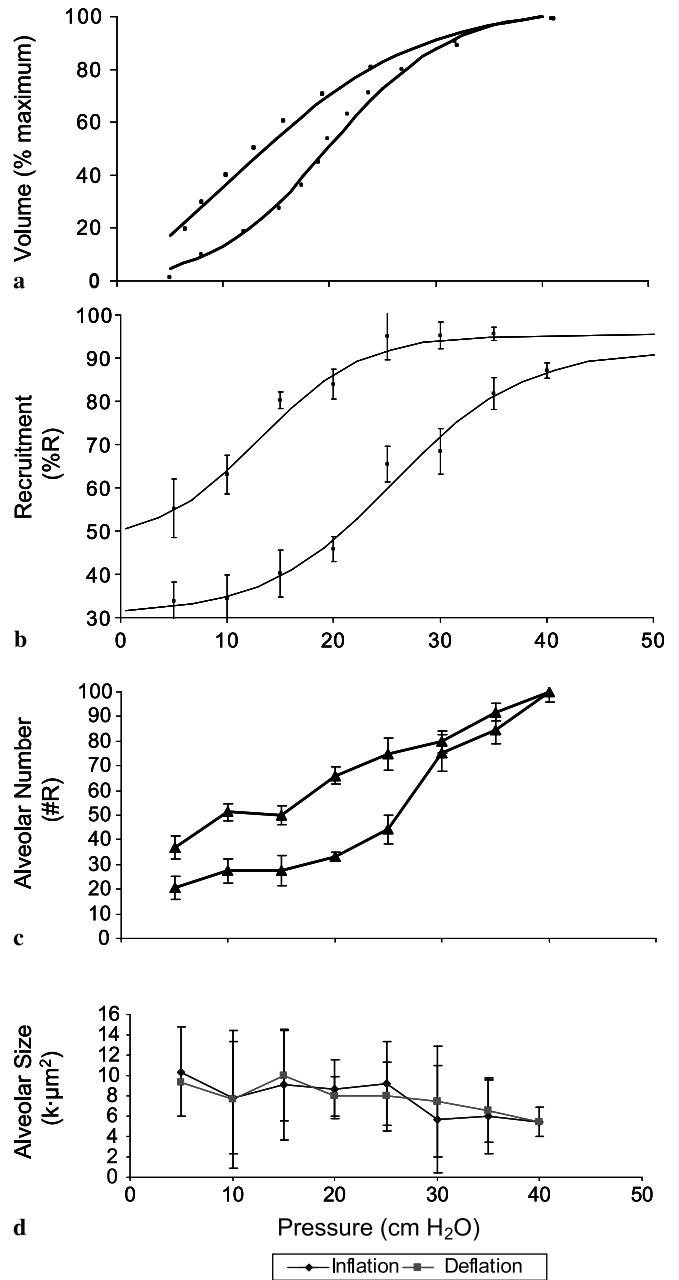 100
80
60
40
20
0
Volume (% maximum)
a
100
90
80
70
60
50
40
30
Recruitment
(%R)
0 10 20 30 40 50
b
100
90
80
70
60
50
40
30
20
10
0
Alveolar Number
(#R)
c
16
14
12
10
8
6
4
2
0
Alveolar Size
(k·µm²)
0 10 20 30 40 50
d
Pressure (cm H₂O)
Inflation Deflation